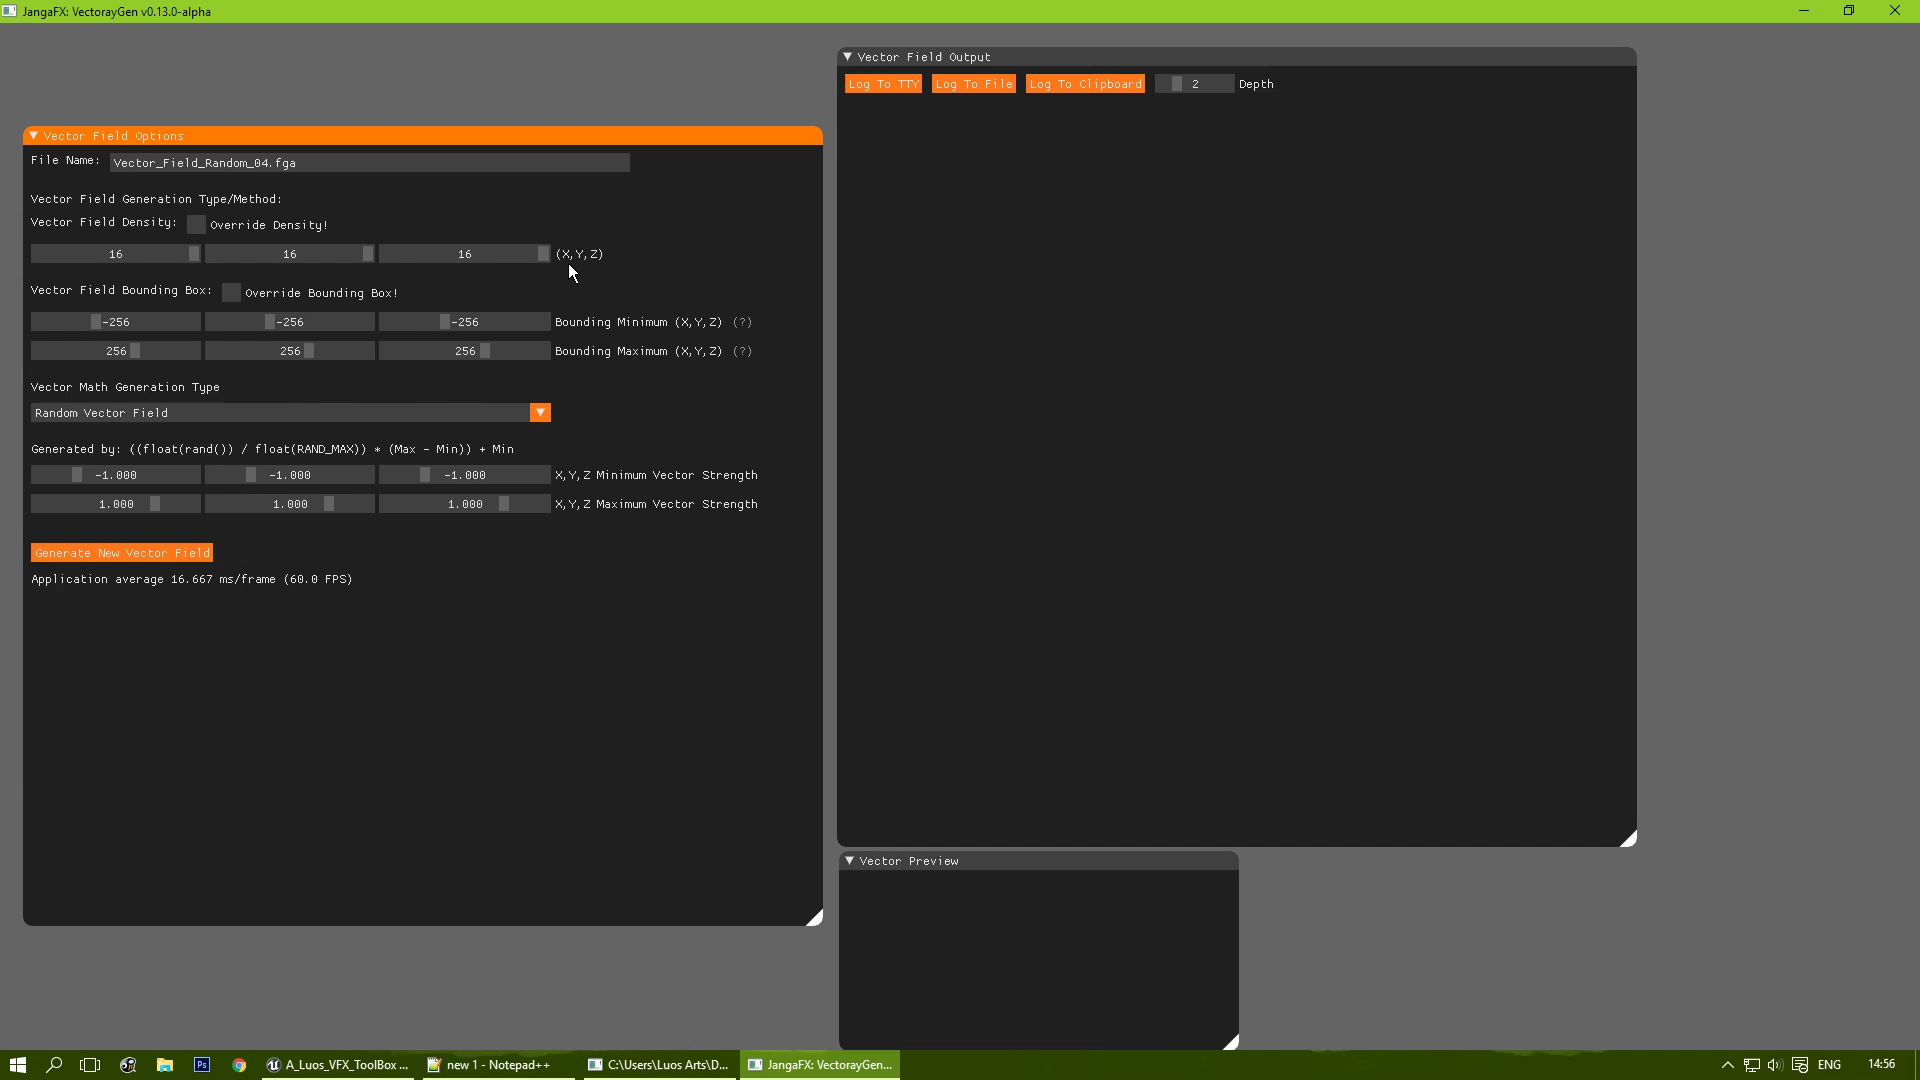 JangaFX: VectorayGen v0.13.0-alpha
Vector Field Output
Log To TTY Log To File Log To Clipboard 2 Depth
Vector Field Options
File Name: Vector_Field_Random_04.fga
Vector Field Generation Type/Method:
Vector Field Density: Override Density!
16 16 16 (X,Y,Z)
Vector Field Bounding Box: Override Bounding Box!
-256 -256 -256 Bounding Minimum (X,Y,Z) (?)
256 256 256 Bounding Maximum (X,Y,Z) (?)
Vector Math Generation Type
Random Vector Field
Generated by: ((float(rand()) / float(RAND_MAX)) * (Max - Min)) + Min
-1.000 -1.000 -1.000 X,Y,Z Minimum Vector Strength
1.000 1.000 1.000 X,Y,Z Maximum Vector Strength
Generate New Vector Field
Application average 16.667 ms/frame (60.0 FPS)
Vector Preview
Ps A_Luos_VFX_ToolBox ... new 1 - Notepad++ C:\Users\Luos Arts\D... JangaFX: VectorayGen... ENG 14:56